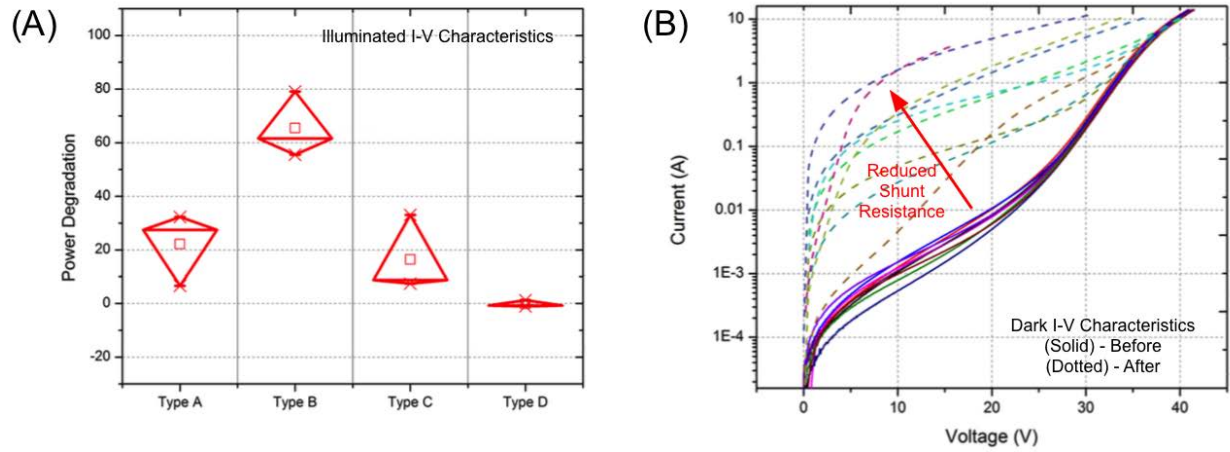 (A)
Illuminated I-V Characteristics
Power Degradation
100
80
60
40
20
0
-20
Type A
Type B
Type C
Type D
(B)
Current (A)
10
1
0.1
0.01
1E-3
1E-4
Reduced
Shunt
Resistance
Dark I-V Characteristics
(Solid) - Before
(Dotted) - After
0
10
20
30
40
Voltage (V)